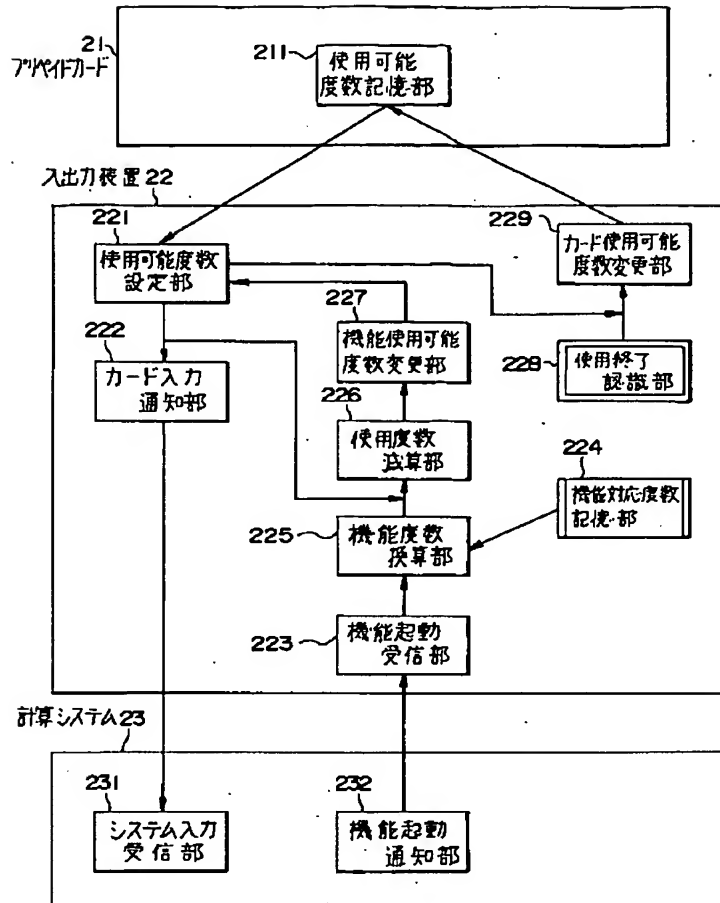 21
プリペイドカード
211
使用可能
度数記憶部
入出力装置22
221
使用可能度数
設定部
229
カード使用可能
度数変更部
222
カード入力
通知部
227
機能使用可能
度数変更部
228
使用終了
認識部
226
使用度数
減算部
224
機能対応度数
記憶部
225
機能度数
換算部
223
機能起動
受信部
計算システム23
231
システム入力
受信部
232
機能起動
通知部